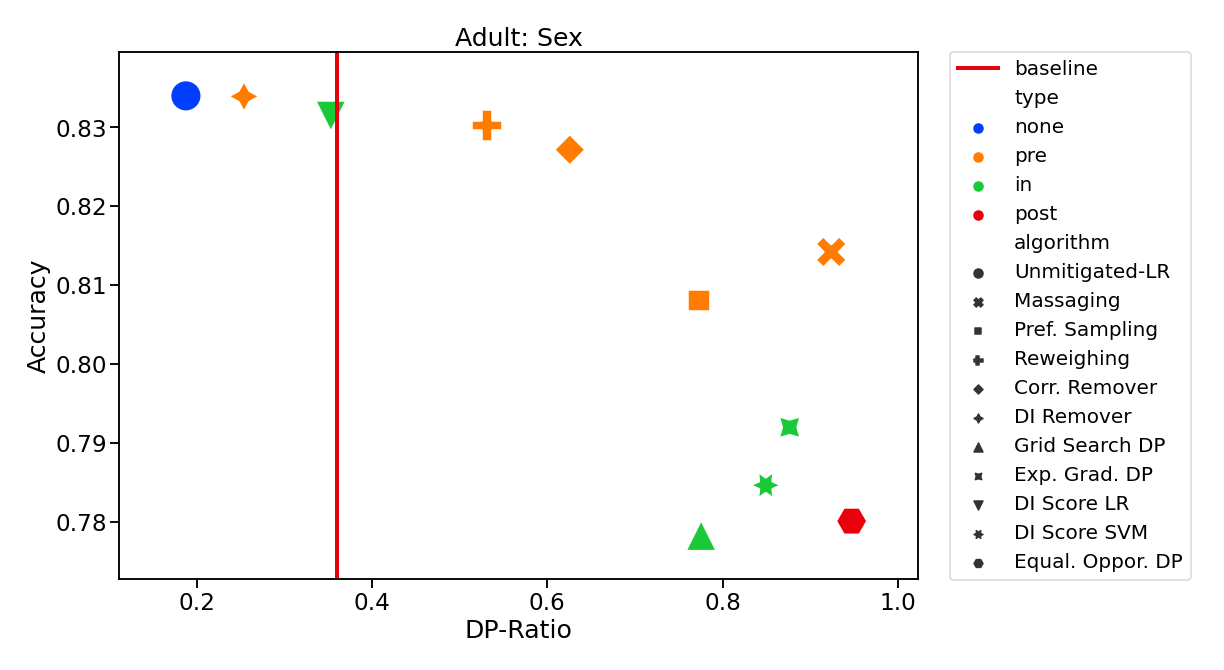 Adult: Sex
Accuracy
0.83
0.82
0.81
0.80
0.79
0.78
0.2
0.4
0.6
0.8
1.0
DP-Ratio
baseline
type
none
pre
in
post
algorithm
Unmitigated-LR
Massaging
Pref. Sampling
Reweighing
Corr. Remover
DI Remover
Grid Search DP
Exp. Grad. DP
DI Score LR
DI Score SVM
Equal. Oppor. DP